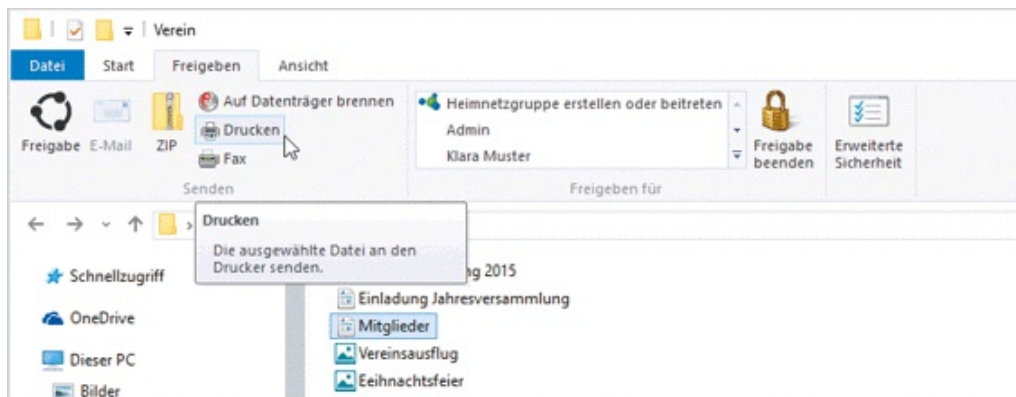 Verein
Datei Start Freigeben Ansicht
Freigabe E-Mail ZIP
Auf Datenträger brennen
Drucken
Fax
Senden
Heimnetzgruppe erstellen oder beitreten
Admin
Klara Muster
Freigeben für
Freigabe
beenden
Erweiterte
Sicherheit
Drucken
Die ausgewählte Datei an den
Drucker senden.
Schnellzugriff
OneDrive
Dieser PC
Bilder
ng 2015
Einladung Jahresversammlung
Mitglieder
Vereinsausflug
Eeihnachtsfeier